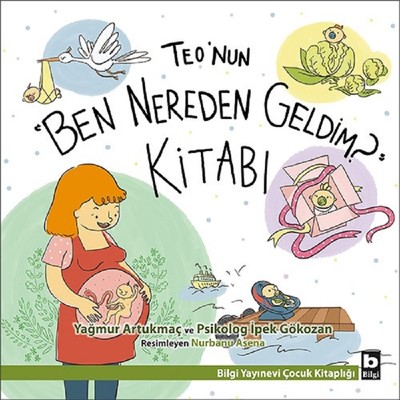 TEO'NUN
"BEN NEREDEN GELDİM?"
KİTABI
Yağmur Artukmaç ve Psikolog İpek Gökozan
Resimleyen Nurbanu Asena
Bilgi Yayınevi Çocuk Kitaplığı
b
Bilgi